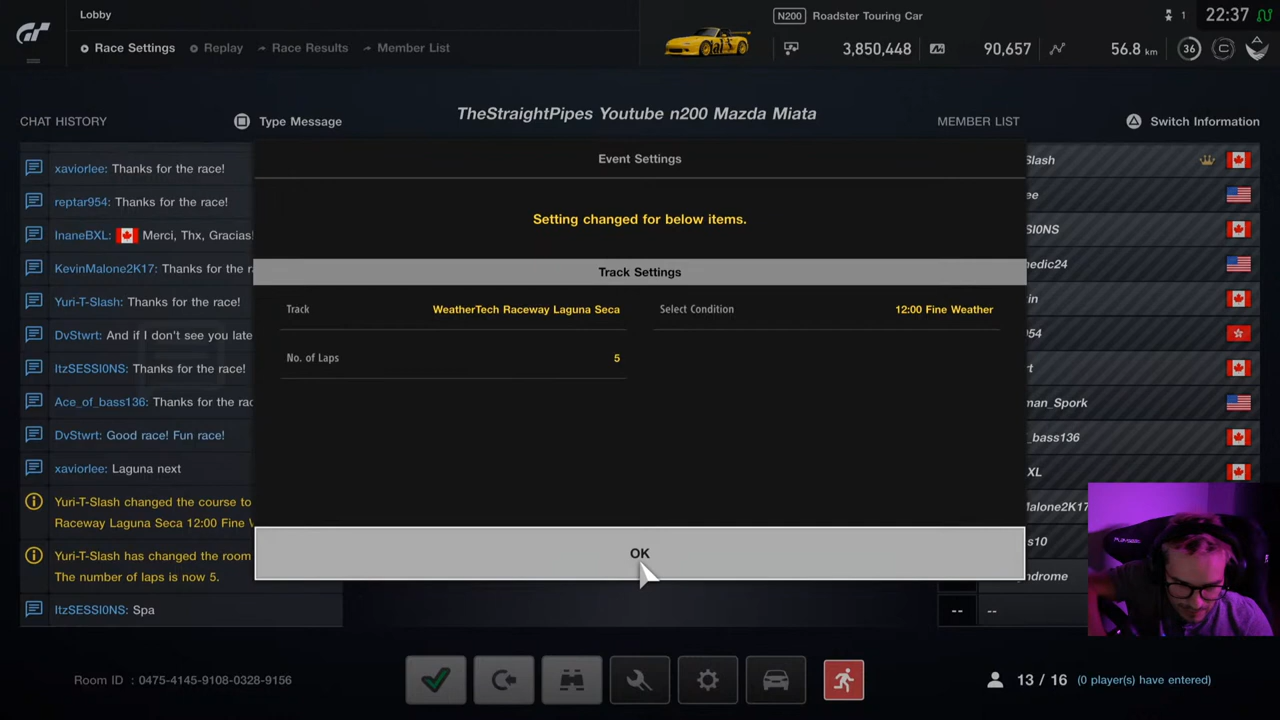 Lobby
N200 Roadster Touring Car
1 22:37
Race Settings Replay Race Results Member List
3,850,448 90,657 56.8 km 36
TheStraightPipes Youtube n200 Mazda Miata
CHAT HISTORY Type Message
MEMBER LIST Switch Information
Event Settings
Setting changed for below items.
Track Settings
Track WeatherTech Raceway Laguna Seca
Select Condition 12:00 Fine Weather
No. of Laps 5
OK
xaviorlee: Thanks for the race!
reptar954: Thanks for the race!
InaneBXL: Merci, Thx, Gracias!
KevinMalone2K17: Thanks for the ra
Yuri-T-Slash: Thanks for the race!
DvStwrt: And if I don't see you late
ItzSESSI0NS: Thanks for the race!
Ace_of_bass136: Thanks for the rac
DvStwrt: Good race! Fun race!
xaviorlee: Laguna next
Yuri-T-Slash changed the course to
Raceway Laguna Seca 12:00 Fine
Yuri-T-Slash has changed the room
The number of laps is now 5.
ItzSESSI0NS: Spa
Slash
ee
SI0NS
nedic24
in
54
rt
man_Spork
_bass136
XL
Malone2K17
s10
ndrome
-- --
Room ID : 0475-4145-9108-0328-9156
13 / 16 (0 player(s) have entered)